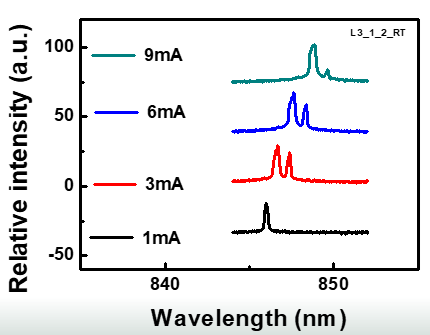 L3_1_2_RT
100
9mA
50
6mA
0
3mA
-50
1mA
840
850
Relative intensity (a.u.)
Wavelength (nm)